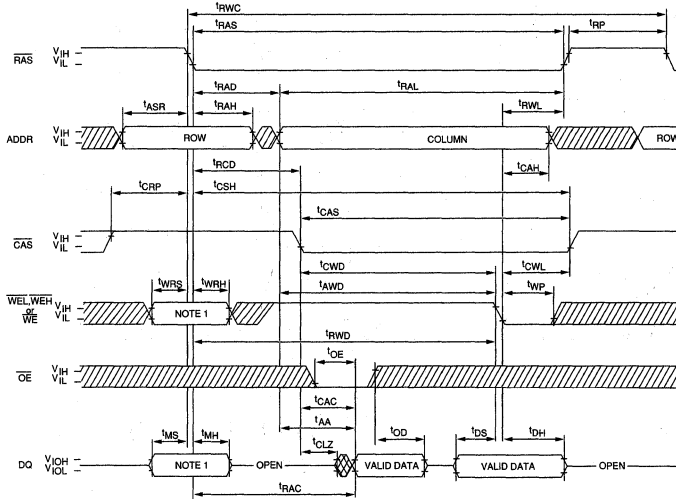 tRWC
tRAS
tRP
RAS
VIH
VIL
tRAD
tRAL
tASR
tRAH
tRWL
ADDR
VIH
VIL
ROW
COLUMN
ROW
tRCD
tCAH
tCRP
tCSH
tCAS
CAS
VIH
VIL
tCWD
tCWL
tWRS
tWRH
tAWD
tWP
WEL,WEH
or
WE
VIH
VIL
NOTE 1
tRWD
tOE
OE
VIH
VIL
tCAC
tAA
tMS
tMH
tCLZ
tOD
tDS
tDH
DQ
VIOH
VIOL
NOTE 1
OPEN
VALID DATA
VALID DATA
OPEN
tRAC